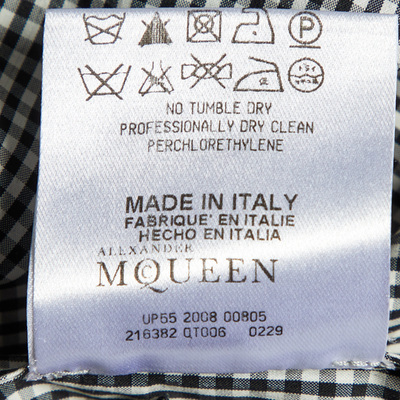 P
NO TUMBLE DRY
PROFESSIONALLY DRY CLEAN
PERCHLORETHYLENE
MADE IN ITALY
FABRIQUE' EN ITALIE
HECHO EN ITALIA
ALEXANDER
MCQUEEN
UP65 2008 00805
216382 QT006 0229